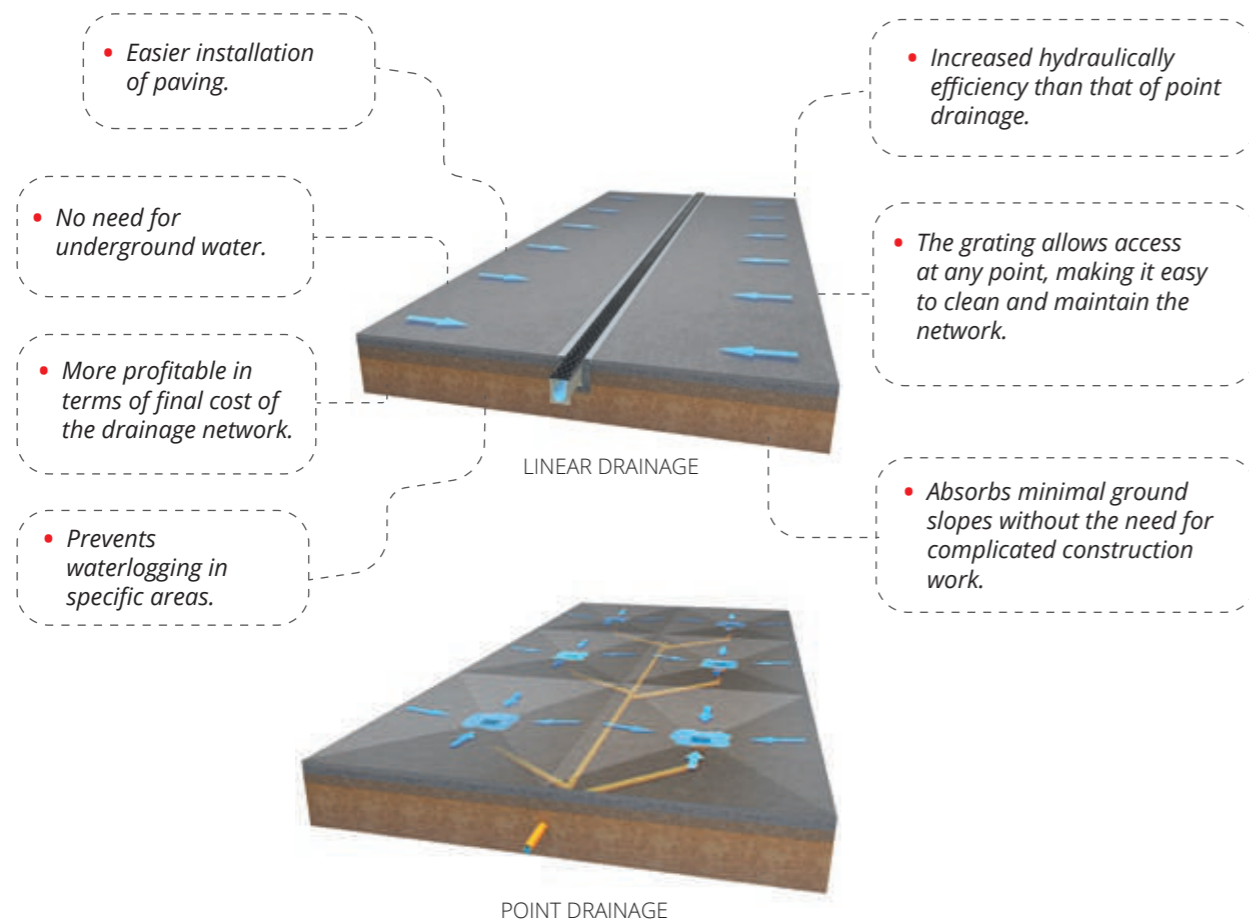 • Easier installation
of paving.
• No need for
underground water.
• More profitable in
terms of final cost of
the drainage network.
• Prevents
waterlogging in
specific areas.
• Increased hydraulically
efficiency than that of point
drainage.
• The grating allows access
at any point, making it easy
to clean and maintain the
network.
• Absorbs minimal ground
slopes without the need for
complicated construction
work.
LINEAR DRAINAGE
POINT DRAINAGE